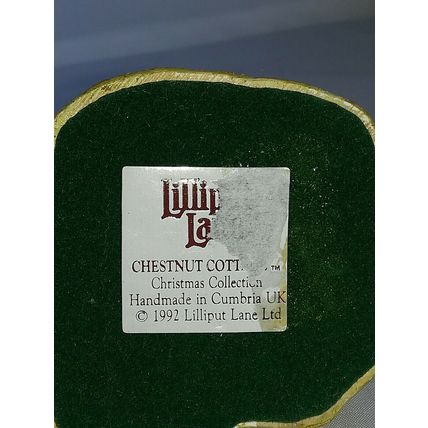 Lillip
La
CHESTNUT COTT ™
Christmas Collection
Handmade in Cumbria UK
© 1992 Lilliput Lane Ltd